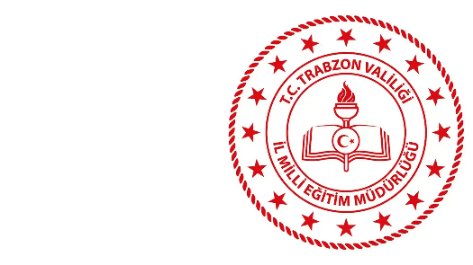 T.C. TRABZON VALİLİĞİ
İL MİLLİ EĞİTİM MÜDÜRLÜĞÜ